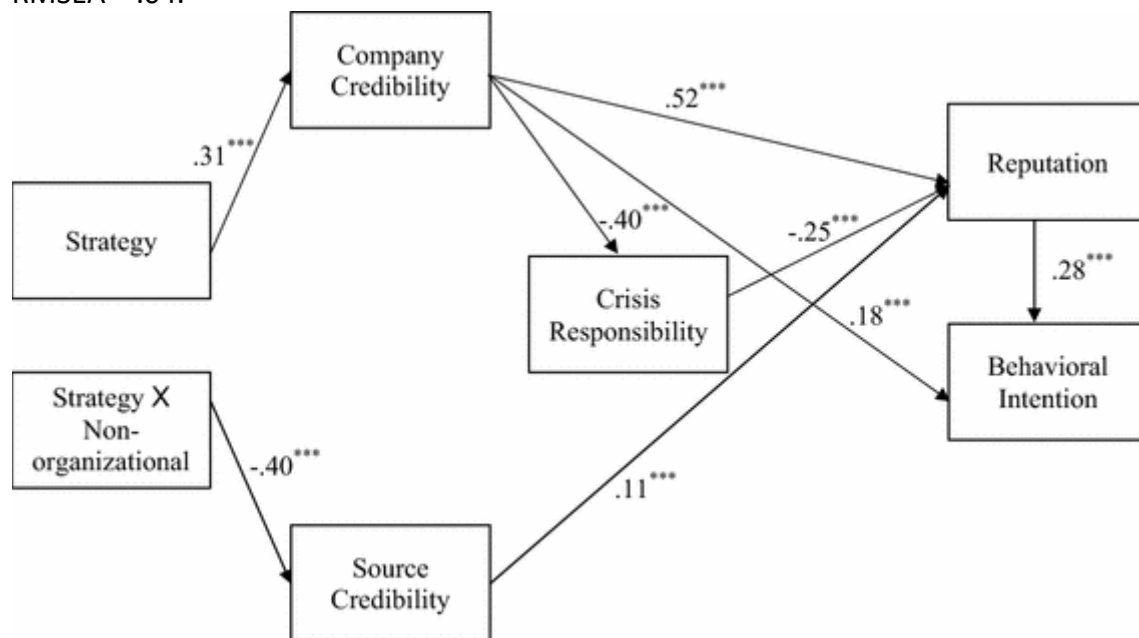 RMSEA
Company
Credibility
.52***
Reputation
.31***
Strategy
-.40***
-.25***
.28***
Crisis
Responsibility
.18***
Behavioral
Intention
Strategy X
Non-
organizational
-.40***
.11***
Source
Credibility